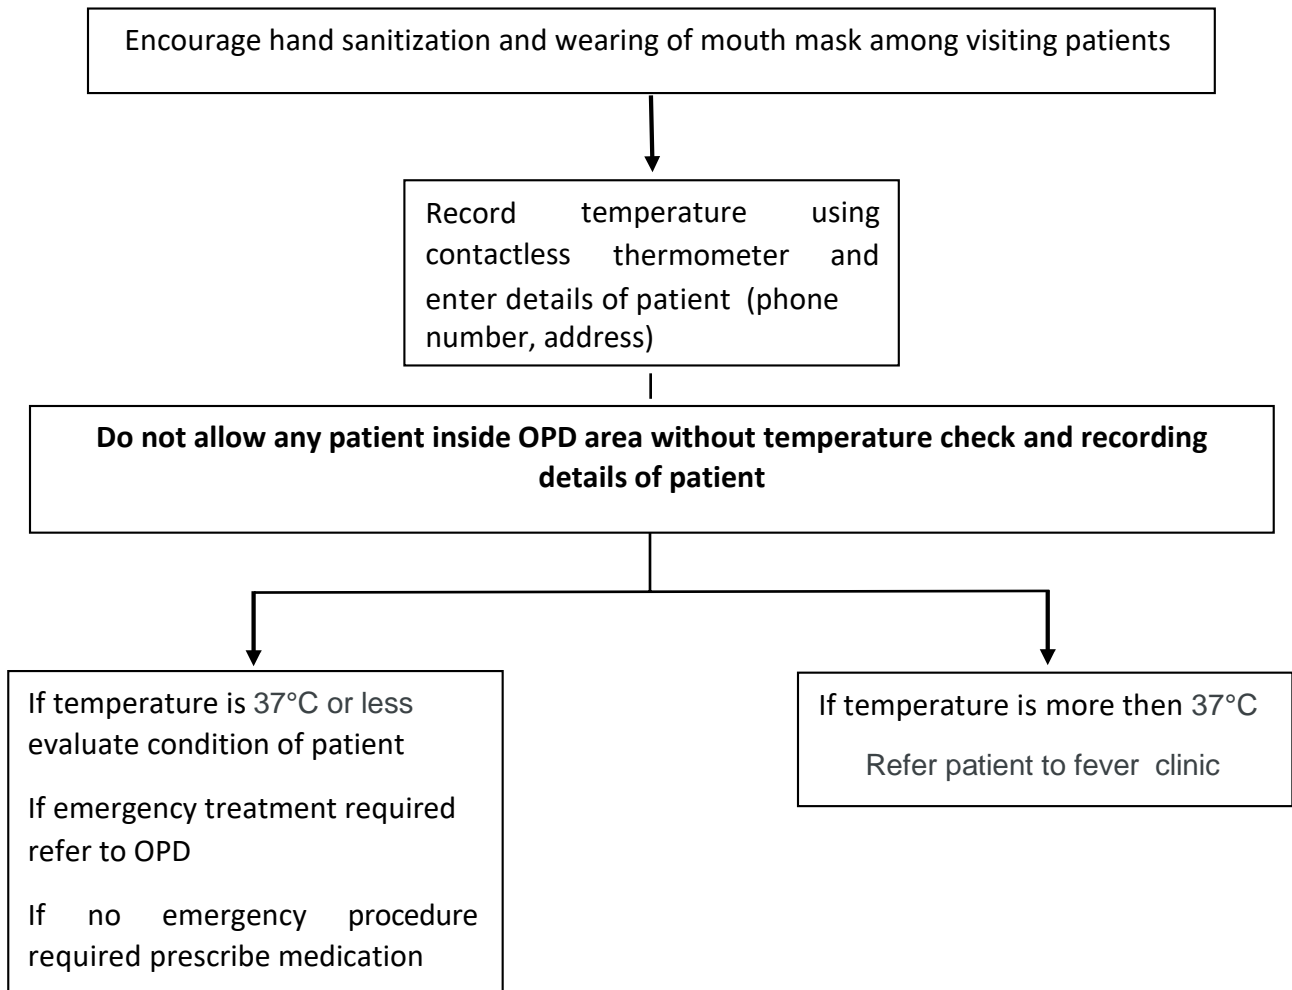 Encourage hand sanitization and wearing of mouth mask among visiting patients
Record temperature using
contactless thermometer and
enter details of patient (phone
number, address)
Do not allow any patient inside OPD area without temperature check and recording
details of patient
If temperature is 37°C or less
evaluate condition of patient
If emergency treatment required
refer to OPD
If no emergency procedure
required prescribe medication
If temperature is more then 37°C
Refer patient to fever clinic